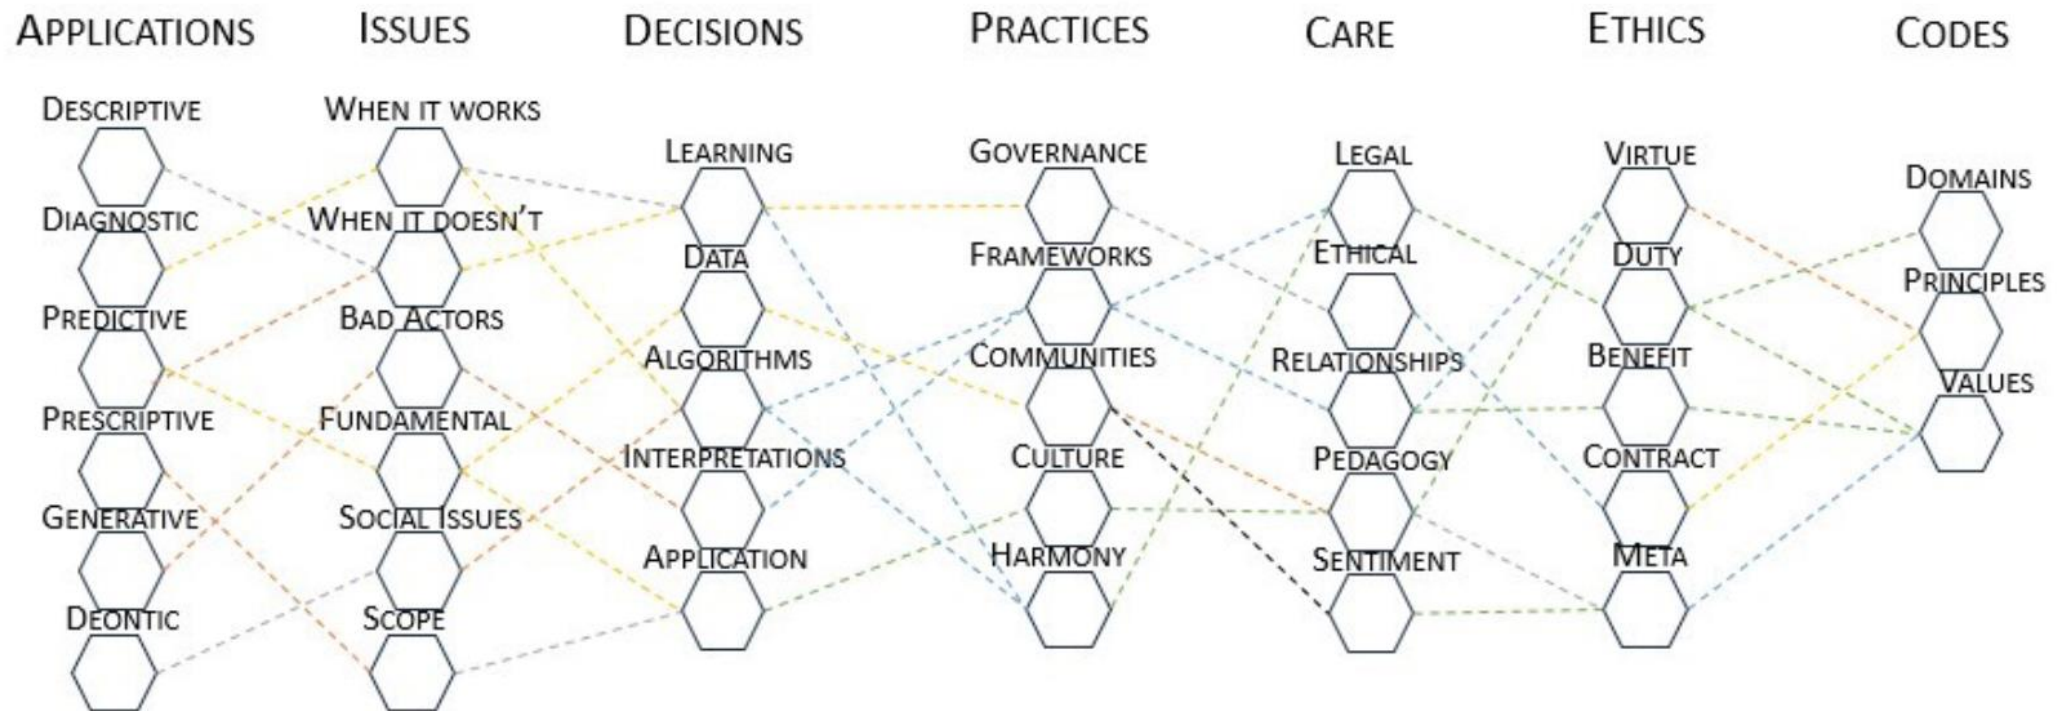 APPLICATIONS
DESCRIPTIVE
DIAGNOSTIC
PREDICTIVE
PRESCRIPTIVE
GENERATIVE
DEONTIC
ISSUES
WHEN IT WORKS
WHEN IT DOESN'T
BAD ACTORS
FUNDAMENTAL
SOCIAL ISSUES
SCOPE
DECISIONS
LEARNING
DATA
ALGORITHMS
INTERPRETATIONS
APPLICATION
PRACTICES
GOVERNANCE
FRAMEWORKS
COMMUNITIES
CULTURE
HARMONY
CARE
LEGAL
ETHICAL
RELATIONSHIPS
PEDAGOGY
SENTIMENT
ETHICS
VIRTUE
DUTY
BENEFIT
CONTRACT
META
CODES
DOMAINS
PRINCIPLES
VALUES